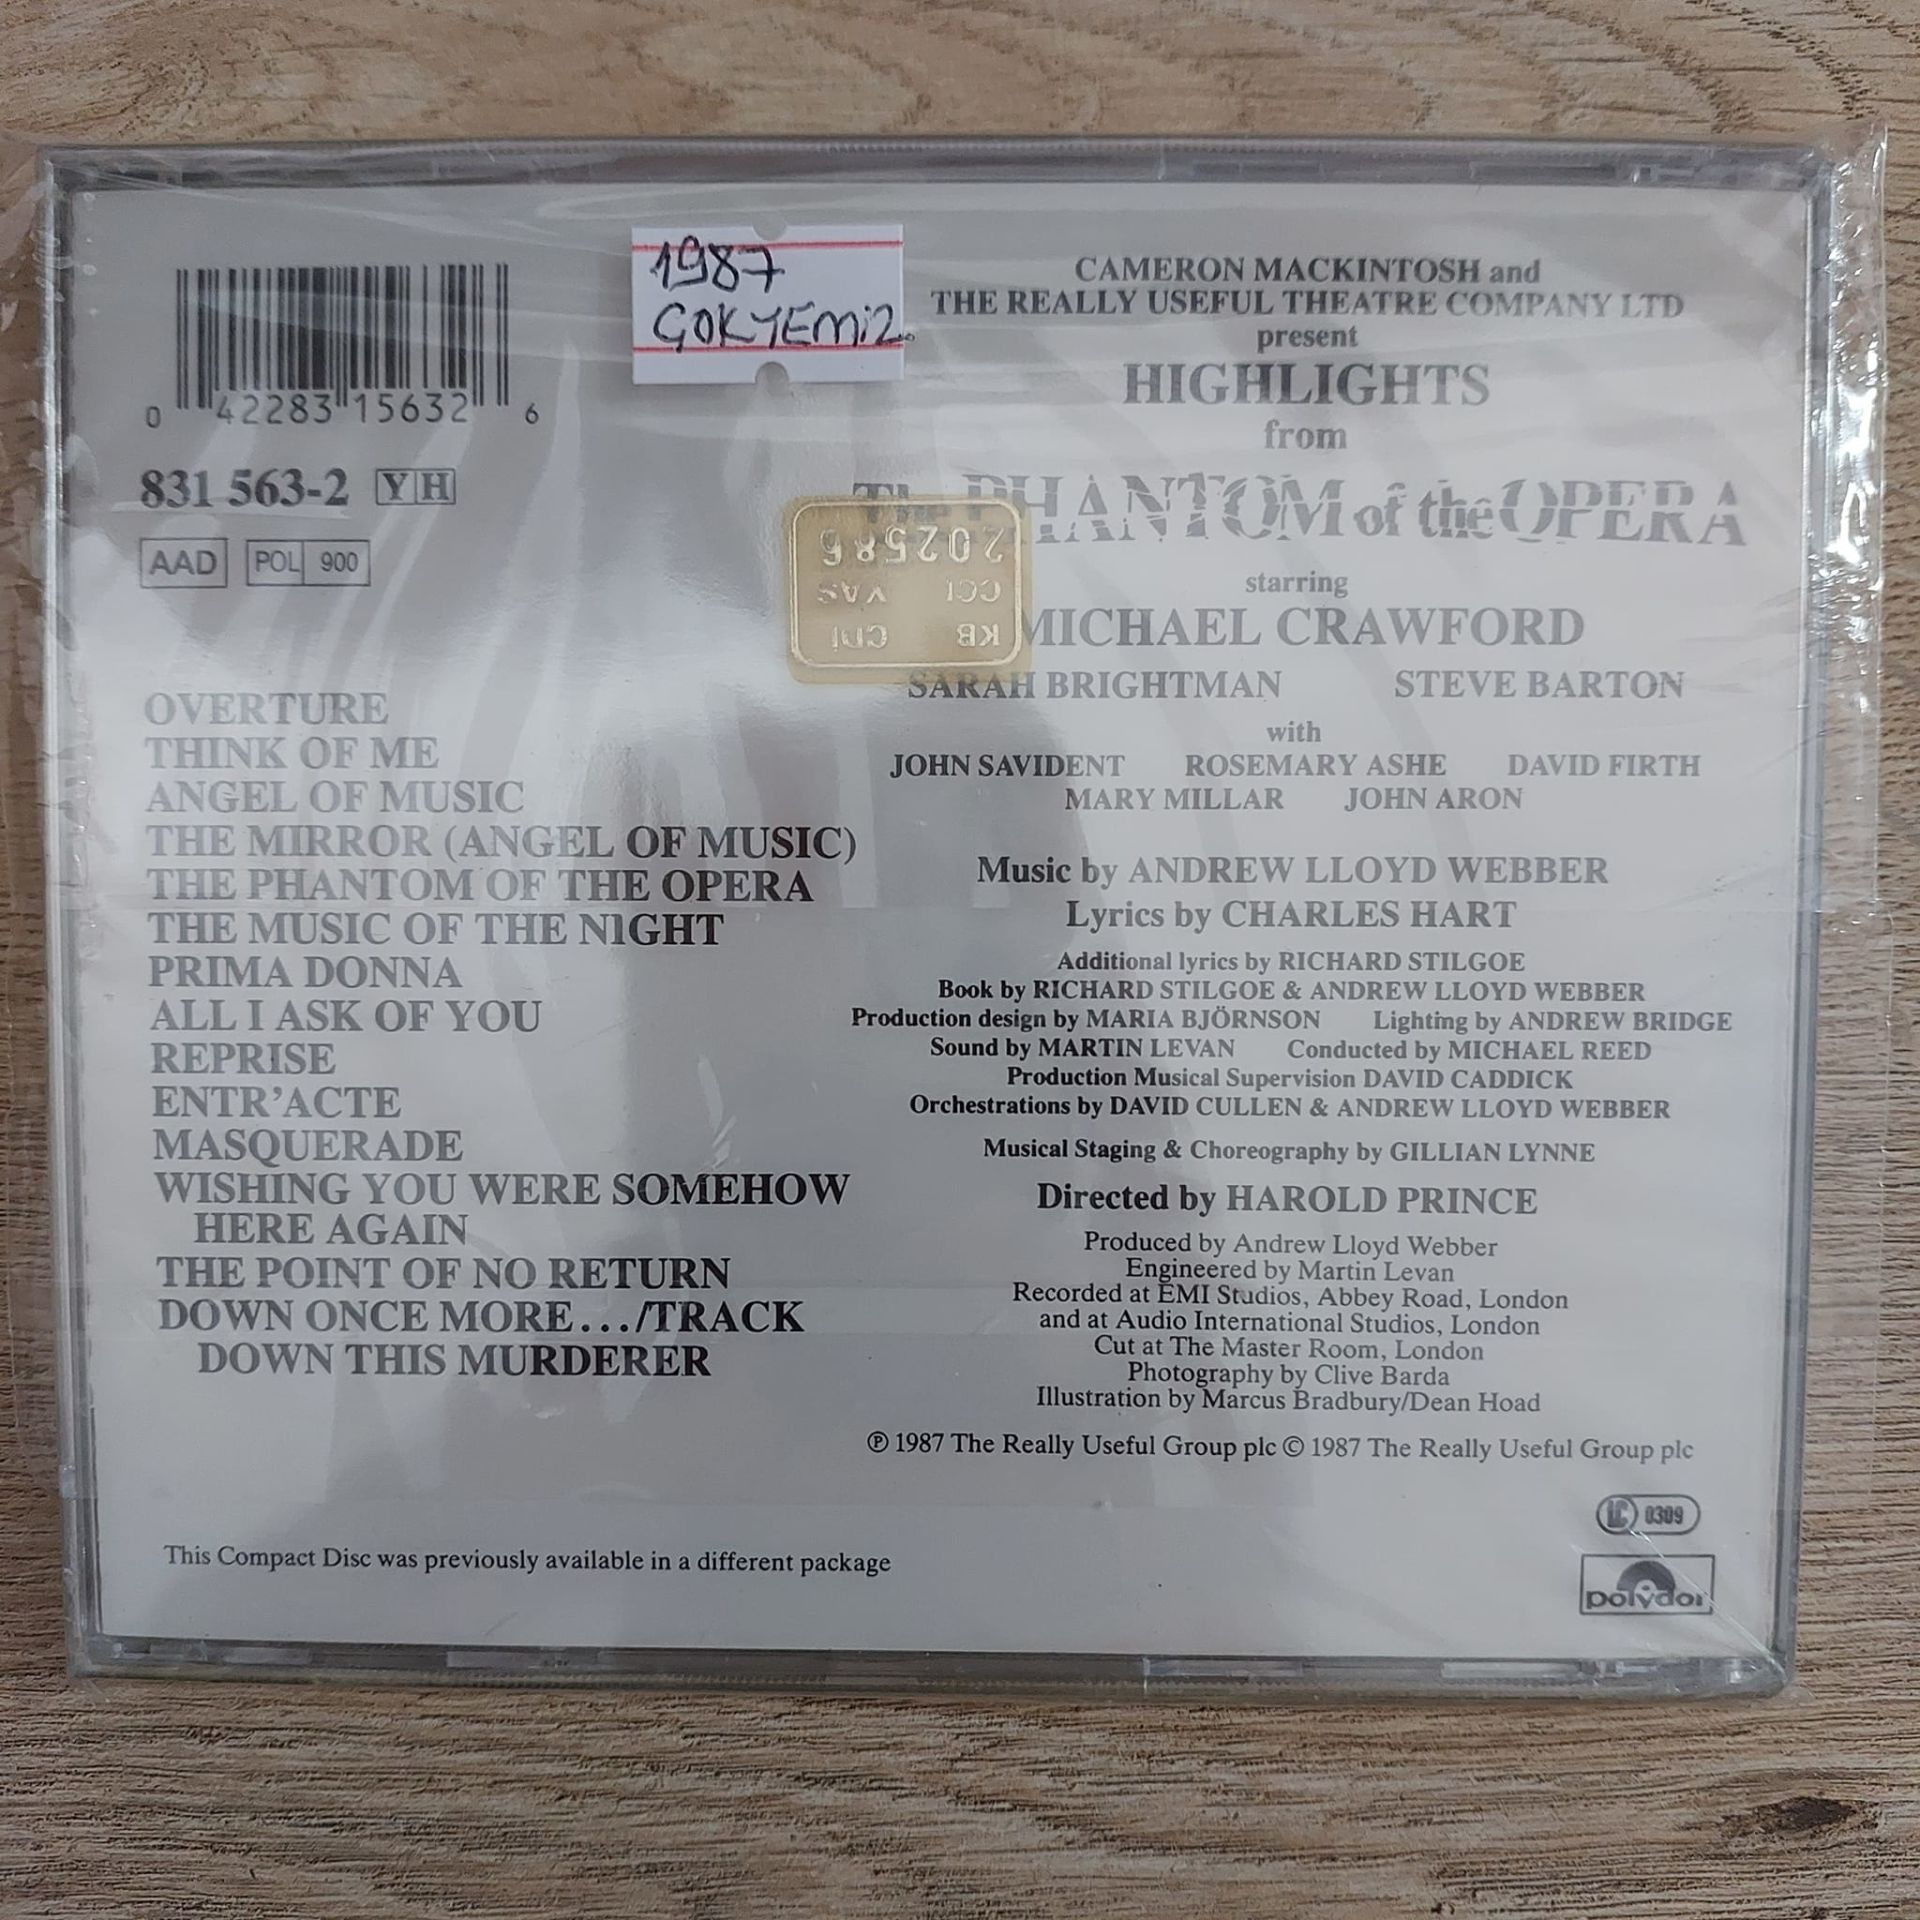 1987
GOKYEMİZ.
0 42283 15632 6
831 563-2 YH
AAD POL 900
OVERTURE
THINK OF ME
ANGEL OF MUSIC
THE MIRROR (ANGEL OF MUSIC)
THE PHANTOM OF THE OPERA
THE MUSIC OF THE NIGHT
PRIMA DONNA
ALL I ASK OF YOU
REPRISE
ENTR'ACTE
MASQUERADE
WISHING YOU WERE SOMEHOW
HERE AGAIN
THE POINT OF NO RETURN
DOWN ONCE MORE.../TRACK
DOWN THIS MURDERER
This Compact Disc was previously available in a different package
CAMERON MACKINTOSH and
THE REALLY USEFUL THEATRE COMPANY LTD
present
HIGHLIGHTS
from
The PHANTOM of the OPERA
202586
CCI YAS
KB CDI
starring
MICHAEL CRAWFORD
SARAH BRIGHTMAN STEVE BARTON
with
JOHN SAVIDENT ROSEMARY ASHE DAVID FIRTH
MARY MILLAR JOHN ARON
Music by ANDREW LLOYD WEBBER
Lyrics by CHARLES HART
Additional lyrics by RICHARD STILGOE
Book by RICHARD STILGOE & ANDREW LLOYD WEBBER
Production design by MARIA BJÖRNSON Lighting by ANDREW BRIDGE
Sound by MARTIN LEVAN Conducted by MICHAEL REED
Production Musical Supervision DAVID CADDICK
Orchestrations by DAVID CULLEN & ANDREW LLOYD WEBBER
Musical Staging & Choreography by GILLIAN LYNNE
Directed by HAROLD PRINCE
Produced by Andrew Lloyd Webber
Engineered by Martin Levan
Recorded at EMI Studios, Abbey Road, London
and at Audio International Studios, London
Cut at The Master Room, London
Photography by Clive Barda
Illustration by Marcus Bradbury/Dean Hoad
℗ 1987 The Really Useful Group plc © 1987 The Really Useful Group plc
LC 0309
polydor